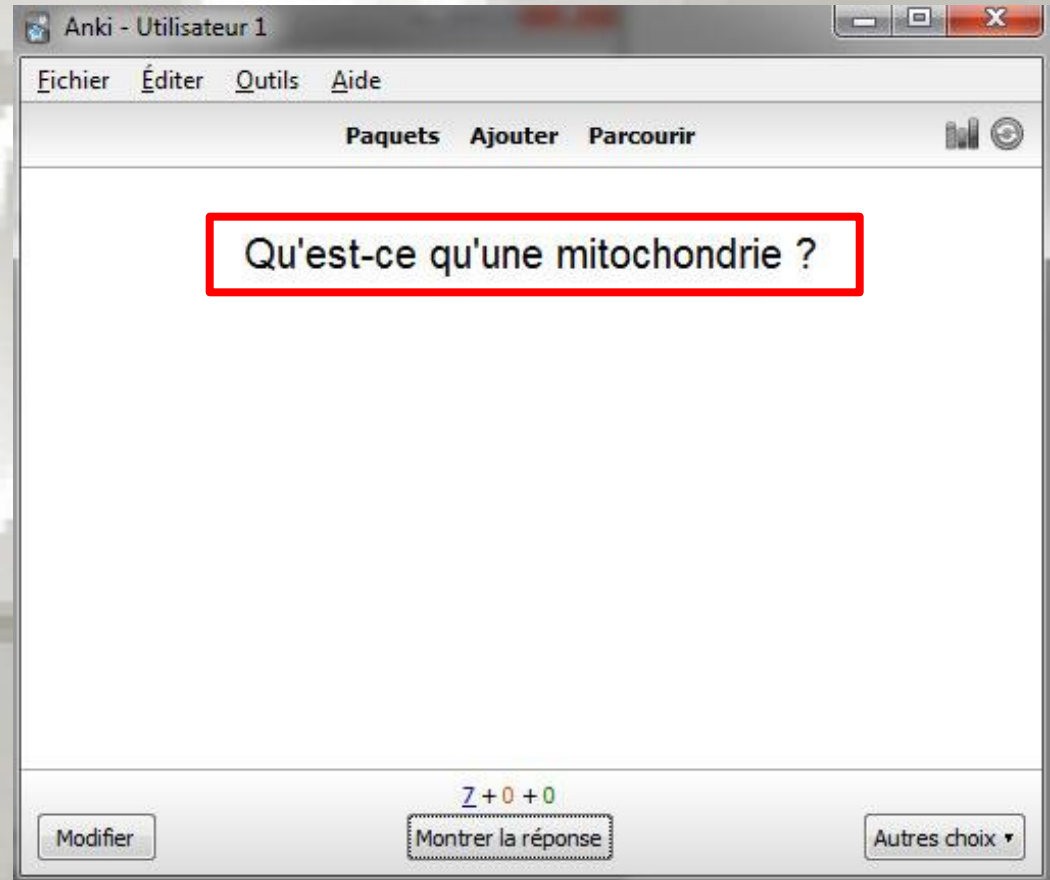 Anki - Utilisateur 1
Fichier Éditer Outils Aide
Paquets Ajouter Parcourir
Qu'est-ce qu'une mitochondrie ?
7 + 0 + 0
Modifier Montrer la réponse Autres choix ▾